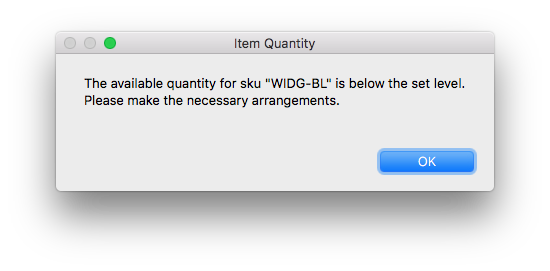 Item Quantity
The available quantity for sku "WIDG-BL" is below the set level.
Please make the necessary arrangements.
OK